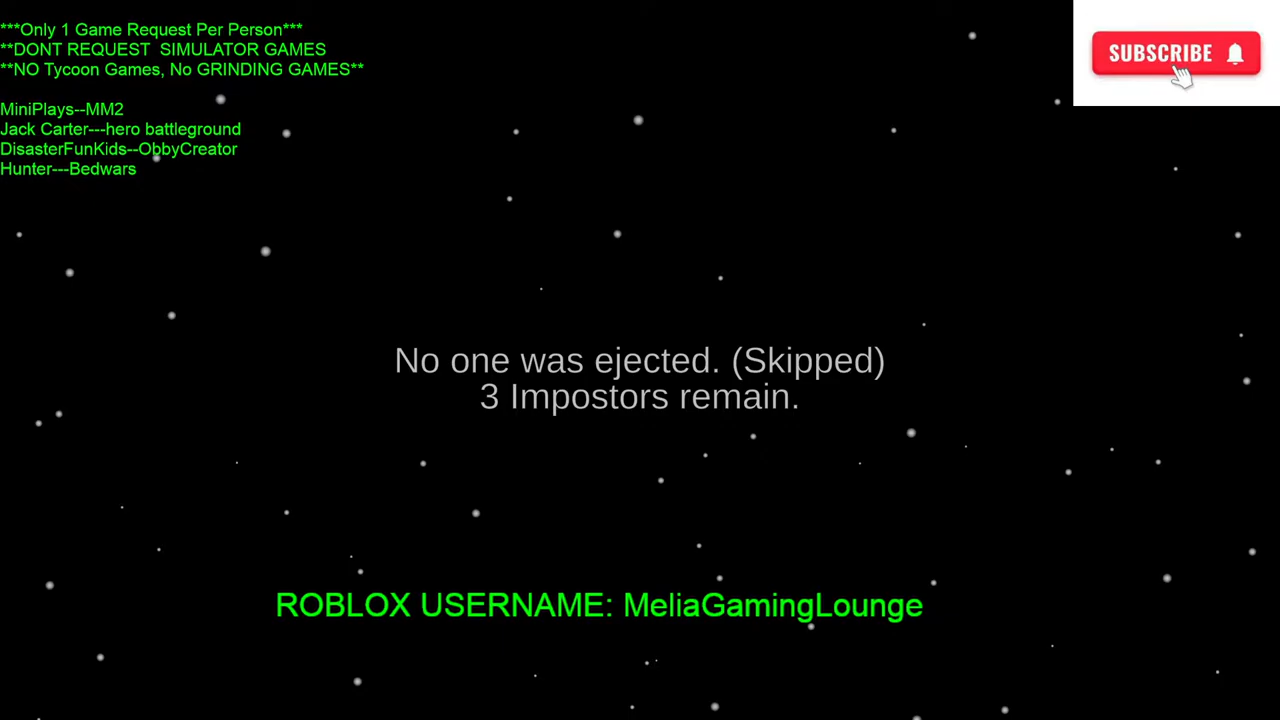 ***Only 1 Game Request Per Person***
**DONT REQUEST  SIMULATOR GAMES
**NO Tycoon Games, No GRINDING GAMES**
MiniPlays--MM2
Jack Carter---hero battleground
DisasterFunKids--ObbyCreator
Hunter---Bedwars
SUBSCRIBE
No one was ejected. (Skipped)
3 Impostors remain.
ROBLOX USERNAME: MeliaGamingLounge